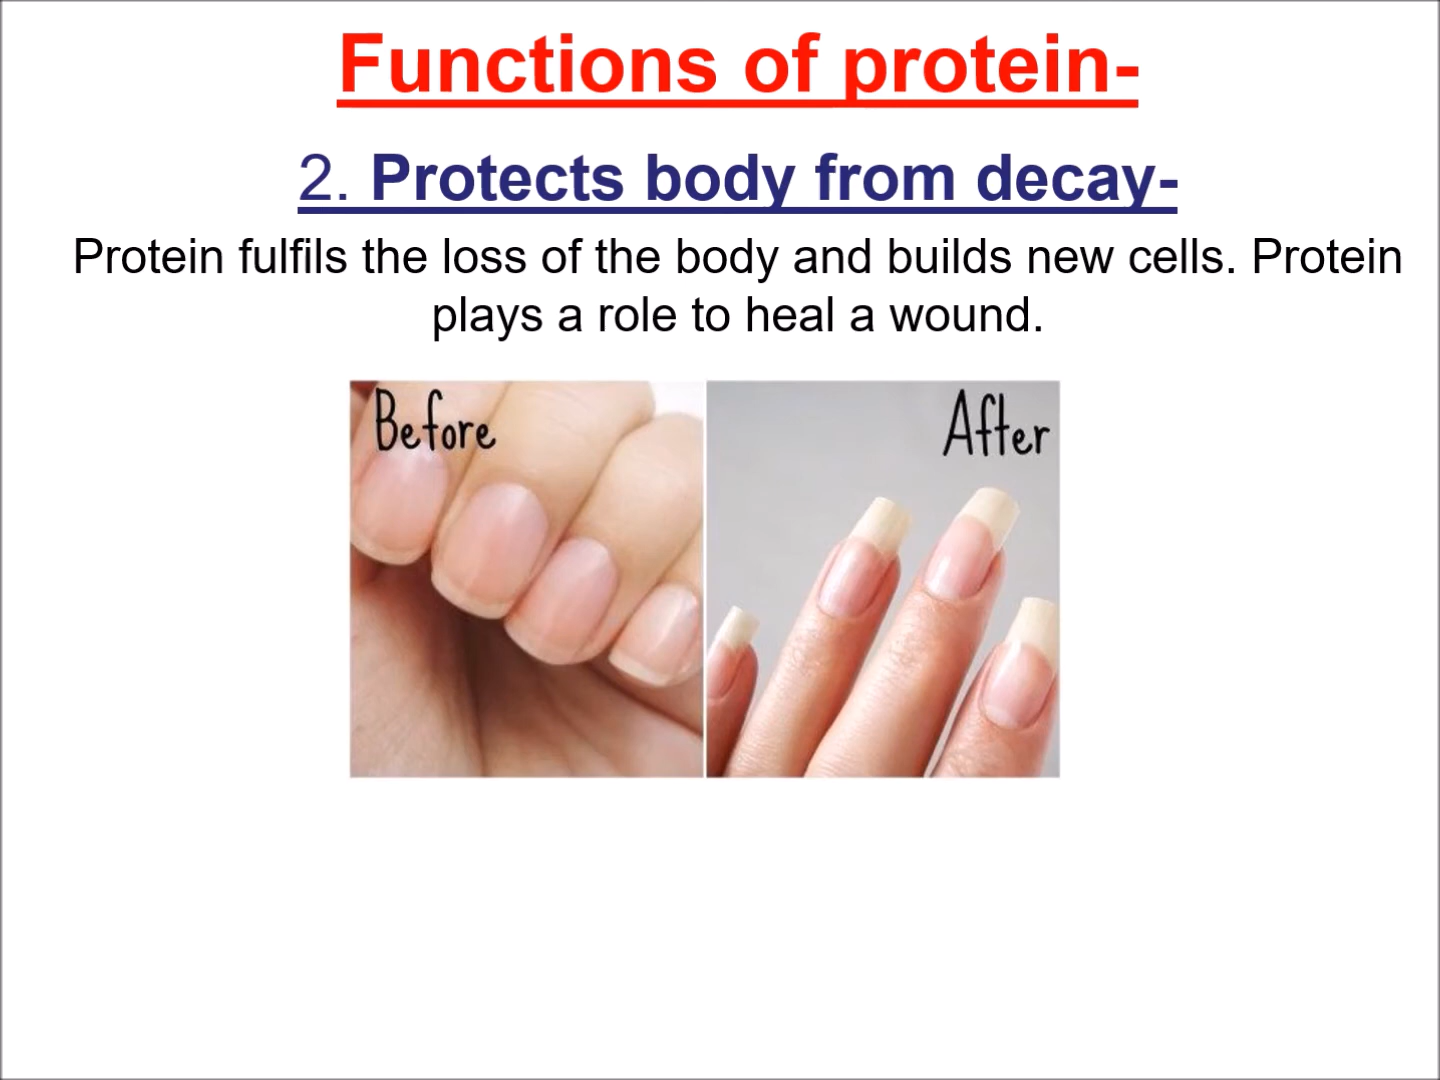 Functions of protein-
2. Protects body from decay-
Protein fulfils the loss of the body and builds new cells. Protein
plays a role to heal a wound.
Before
After